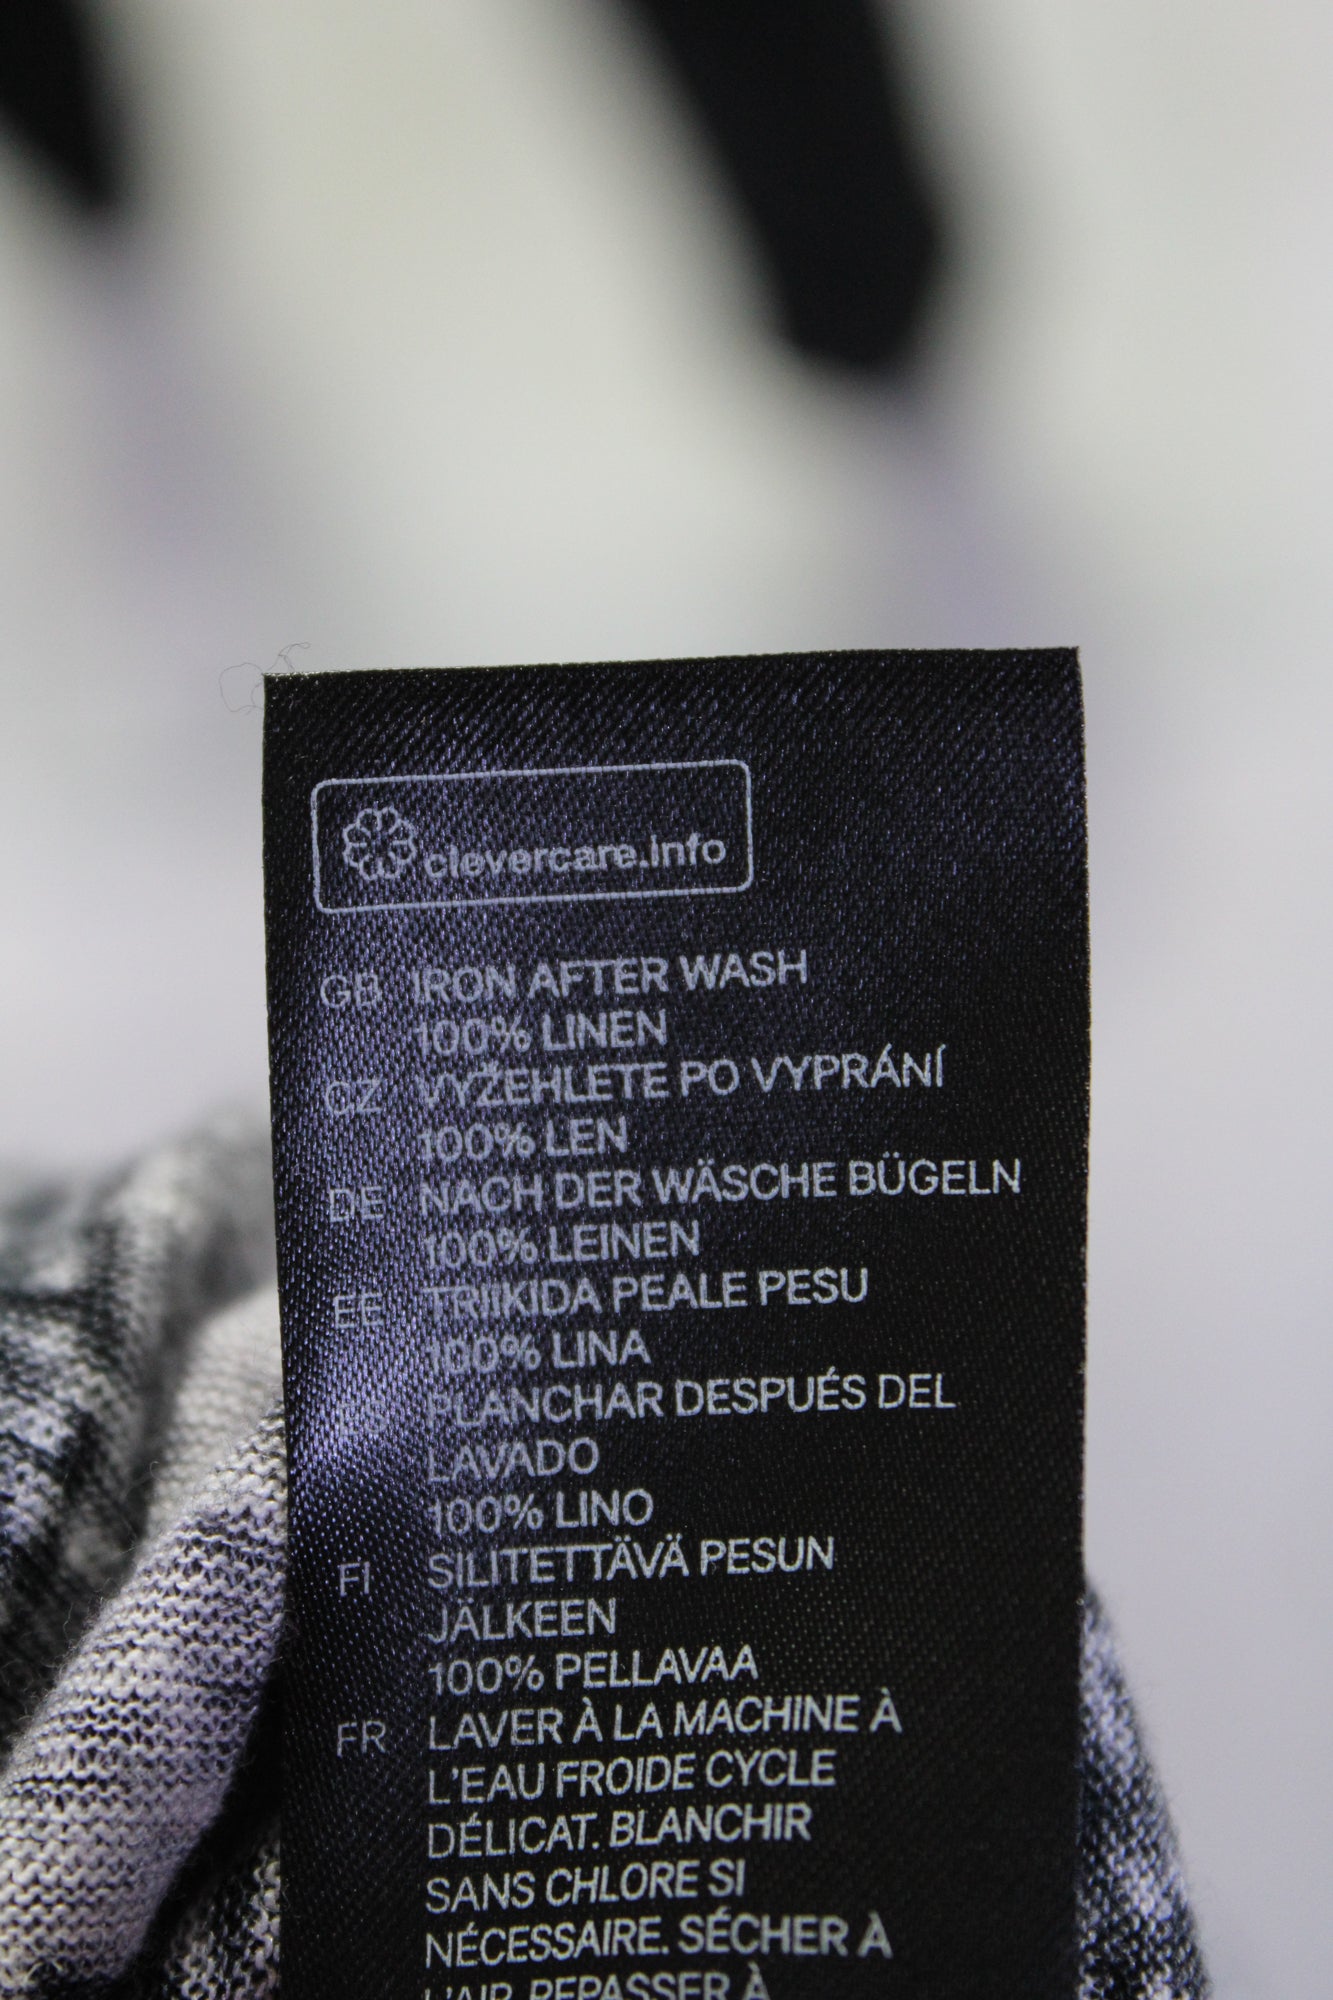 clevercare.info
GB IRON AFTER WASH
100% LINEN
CZ VYŽEHLETE PO VYPRÁNÍ
100% LEN
DE NACH DER WÄSCHE BÜGELN
100% LEINEN
EE TRIIKIDA PEALE PESU
100% LINA
PLANCHAR DESPUÉS DEL
LAVADO
100% LINO
FI SILITETTÄVÄ PESUN
JÄLKEEN
100% PELLAVAA
FR LAVER À LA MACHINE À
L'EAU FROIDE CYCLE
DÉLICAT. BLANCHIR
SANS CHLORE SI
NÉCESSAIRE. SÉCHER À
L'AIR. REPASSER À